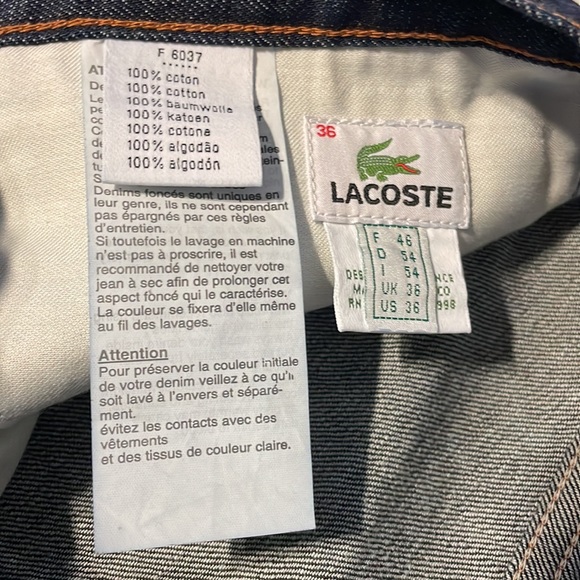 F 6037
100% coton
100% cotton
100% baumwolle
100% katoen
100% cotone
100% algodão
100% algodón
Denims foncés sont uniques en
leur genre, ils ne sont cependant
pas épargnés par ces règles
d'entretien.
Si toutefois le lavage en machine
n'est pas à proscrire, il est
recommandé de nettoyer votre
jean à sec afin de prolonger cet
aspect foncé qui le caractérise.
La couleur se fixera d'elle même
au fil des lavages.
Attention
Pour préserver la couleur initiale
de votre denim veillez à ce qu'il
soit lavé à l'envers et séparé-
ment.
évitez les contacts avec des
vêtements
et des tissus de couleur claire.
36
LACOSTE
F 46
D 54
I 54
UK 36
US 36